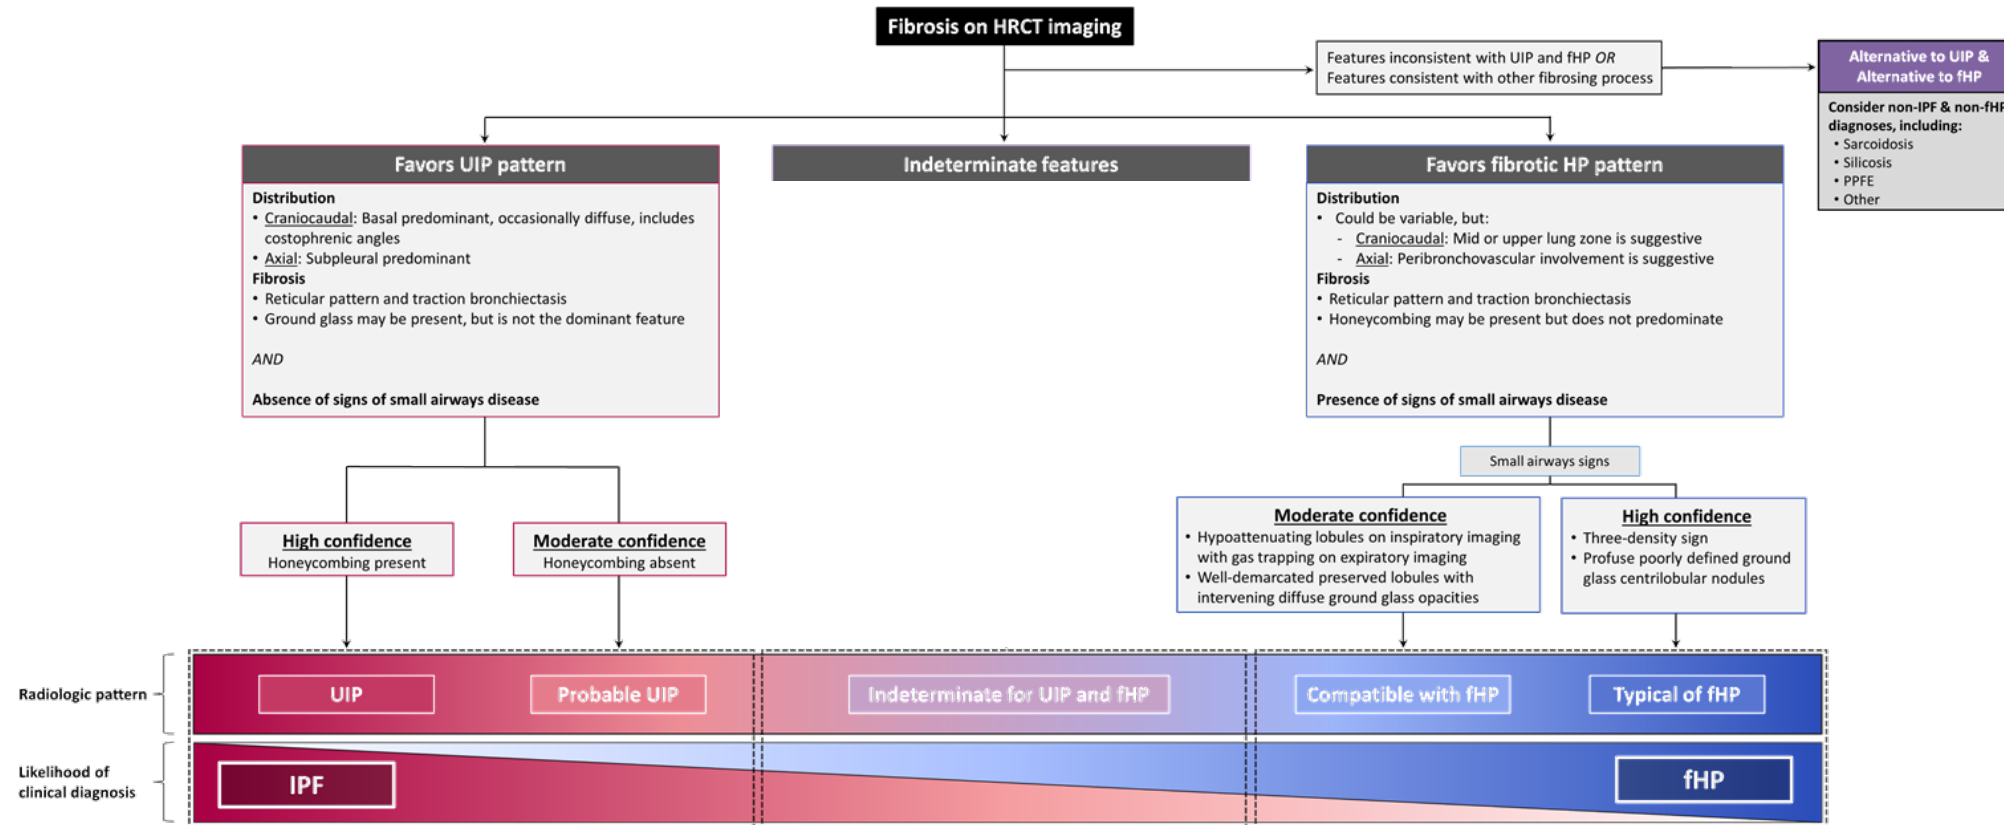 Fibrosis on HRCT imaging
Features inconsistent with UIP and fHP OR
Features consistent with other fibrosing process
Alternative to UIP &
Alternative to fHP
Consider non-IPF & non-fHP
diagnoses, including:
• Sarcoidosis
• Silicosis
• PPFE
• Other
Favors UIP pattern
Distribution
• Craniocaudal: Basal predominant, occasionally diffuse, includes
costophrenic angles
• Axial: Subpleural predominant
Fibrosis
• Reticular pattern and traction bronchiectasis
• Ground glass may be present, but is not the dominant feature
AND
Absence of signs of small airways disease
Indeterminate features
Favors fibrotic HP pattern
Distribution
• Could be variable, but:
- Craniocaudal: Mid or upper lung zone is suggestive
- Axial: Peribronchovascular involvement is suggestive
Fibrosis
• Reticular pattern and traction bronchiectasis
• Honeycombing may be present but does not predominate
AND
Presence of signs of small airways disease
Small airways signs
High confidence
Honeycombing present
Moderate confidence
Honeycombing absent
Moderate confidence
• Hypoattenuating lobules on inspiratory imaging
with gas trapping on expiratory imaging
• Well-demarcated preserved lobules with
intervening diffuse ground glass opacities
High confidence
• Three-density sign
• Profuse poorly defined ground
glass centrilobular nodules
Radiologic pattern
UIP
Probable UIP
Indeterminate for UIP and fHP
Compatible with fHP
Typical of fHP
Likelihood of
clinical diagnosis
IPF
fHP